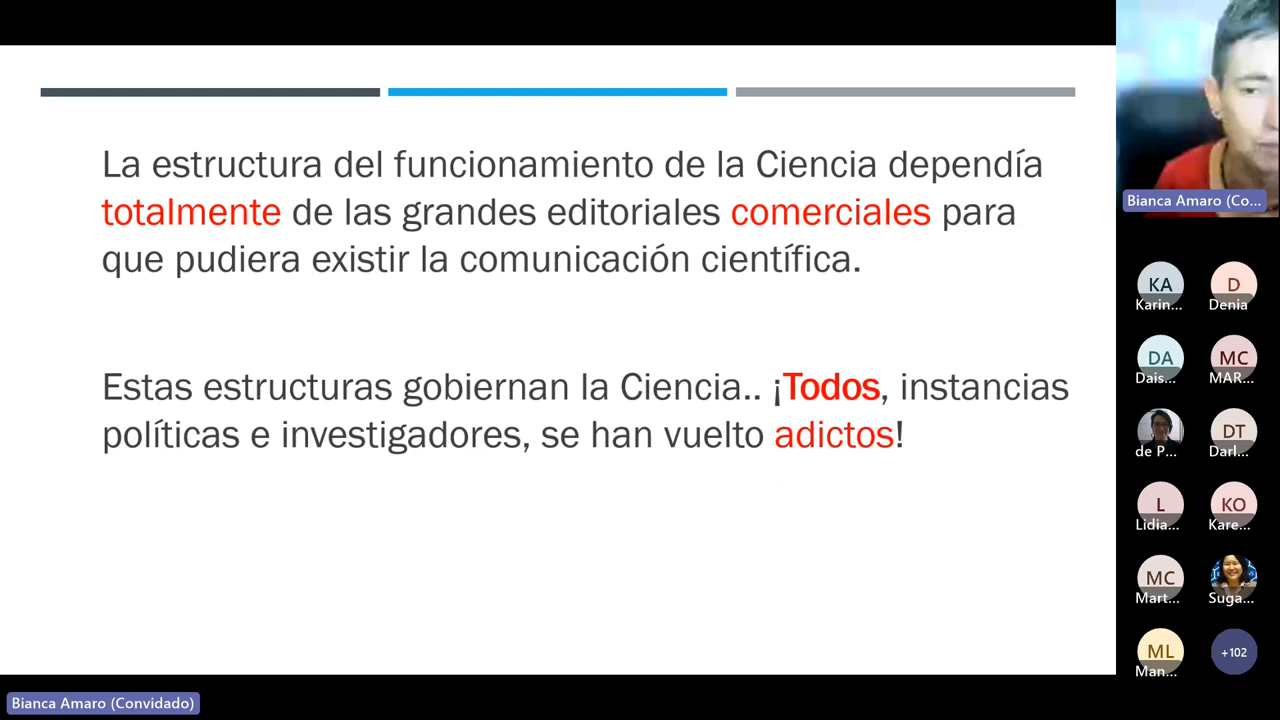 La estructura del funcionamiento de la Ciencia dependía
totalmente de las grandes editoriales comerciales para
que pudiera existir la comunicación científica.
Estas estructuras gobiernan la Ciencia.. ¡Todos, instancias
políticas e investigadores, se han vuelto adictos!
Bianca Amaro (Co...
KA
Karin...
D
Denia
DA
Dais...
MC
MAR...
de P...
DT
Darl...
L
Lidia...
KO
Kare...
MC
Mart...
Suga...
ML
Man...
+102
Bianca Amaro (Convidado)